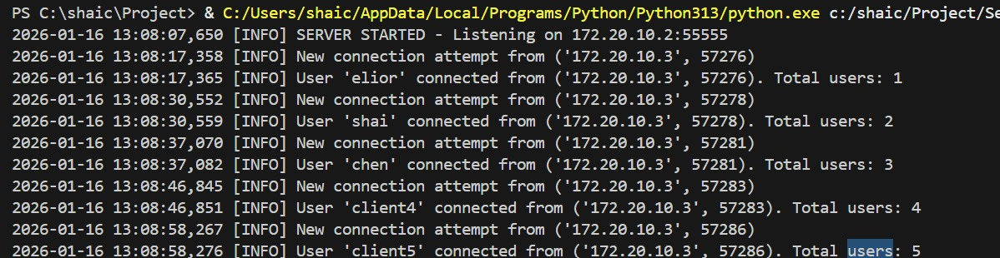 PS C:\shaic\Project> & C:/Users/shaic/AppData/Local/Programs/Python/Python313/python.exe c:/shaic/Project/Se
2026-01-16 13:08:07,650 [INFO] SERVER STARTED - Listening on 172.20.10.2:55555
2026-01-16 13:08:17,358 [INFO] New connection attempt from ('172.20.10.3', 57276)
2026-01-16 13:08:17,365 [INFO] User 'elior' connected from ('172.20.10.3', 57276). Total users: 1
2026-01-16 13:08:30,552 [INFO] New connection attempt from ('172.20.10.3', 57278)
2026-01-16 13:08:30,559 [INFO] User 'shai' connected from ('172.20.10.3', 57278). Total users: 2
2026-01-16 13:08:37,070 [INFO] New connection attempt from ('172.20.10.3', 57281)
2026-01-16 13:08:37,082 [INFO] User 'chen' connected from ('172.20.10.3', 57281). Total users: 3
2026-01-16 13:08:46,845 [INFO] New connection attempt from ('172.20.10.3', 57283)
2026-01-16 13:08:46,851 [INFO] User 'client4' connected from ('172.20.10.3', 57283). Total users: 4
2026-01-16 13:08:58,267 [INFO] New connection attempt from ('172.20.10.3', 57286)
2026-01-16 13:08:58,276 [INFO] User 'client5' connected from ('172.20.10.3', 57286). Total users: 5